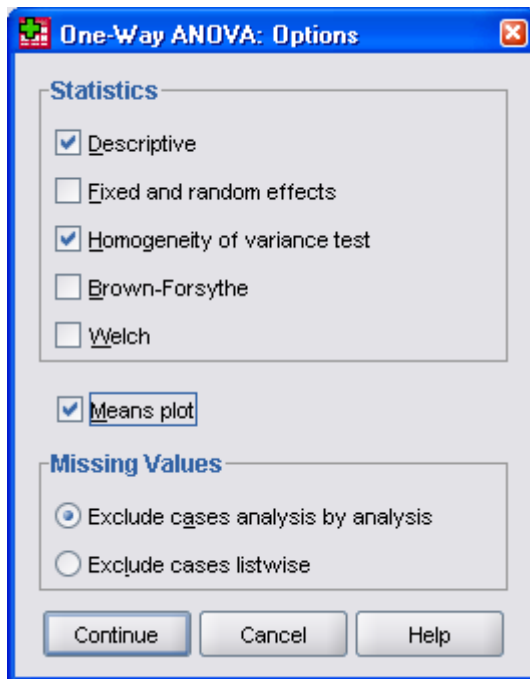 One-Way ANOVA: Options
Statistics
Descriptive
Fixed and random effects
Homogeneity of variance test
Brown-Forsythe
Welch
Means plot
Missing Values
Exclude cases analysis by analysis
Exclude cases listwise
Continue Cancel Help